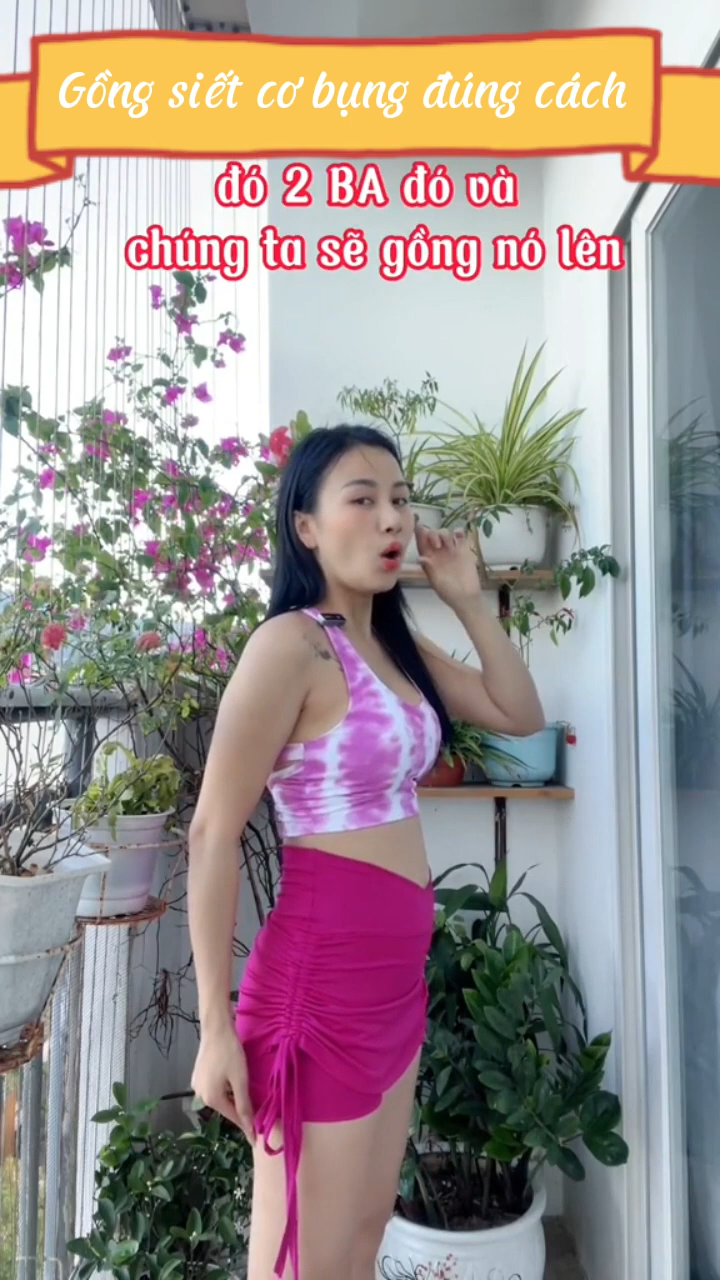 Gồng siết cơ bụng đúng cách
đó 2 BA đó và
chúng ta sẽ gồng nó lên